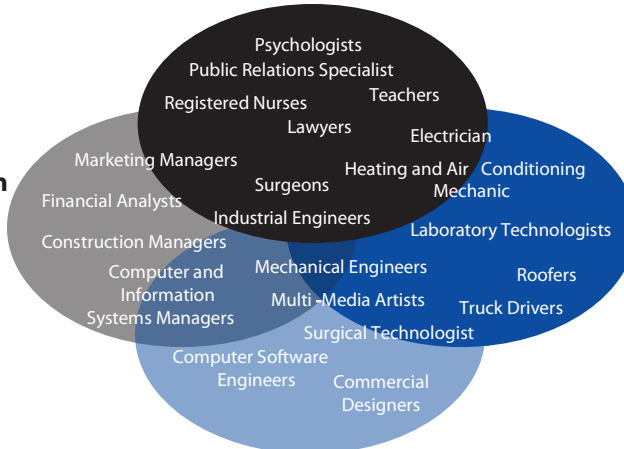 Psychologists
Public Relations Specialist
Teachers
Registered Nurses
Lawyers
Electrician
Marketing Managers
Heating and Air Conditioning
Mechanic
Surgeons
Financial Analysts
Industrial Engineers
Laboratory Technologists
Construction Managers
Mechanical Engineers
Computer and
Information
Systems Managers
Roofers
Multi-Media Artists
Truck Drivers
Surgical Technologist
Computer Software
Engineers
Commercial
Designers